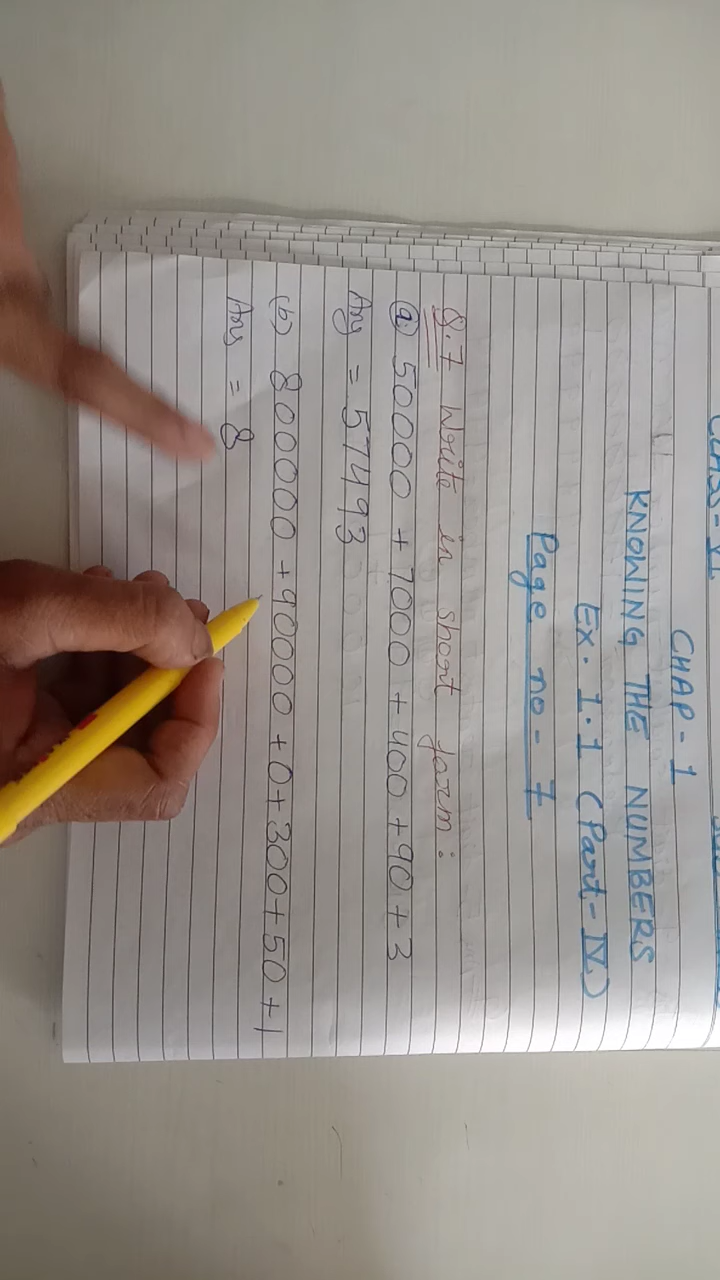 CHAP-1
KNOWING THE NUMBERS
Ex. 1.1 (Part-IV)
Page no- 7
Q.7 Write in short form:
(a) 50000 + 7000 + 400 + 90 + 3
Ans = 57493
(b) 800000 + 90000 + 0 + 300 + 50 + 1
Ans = 8